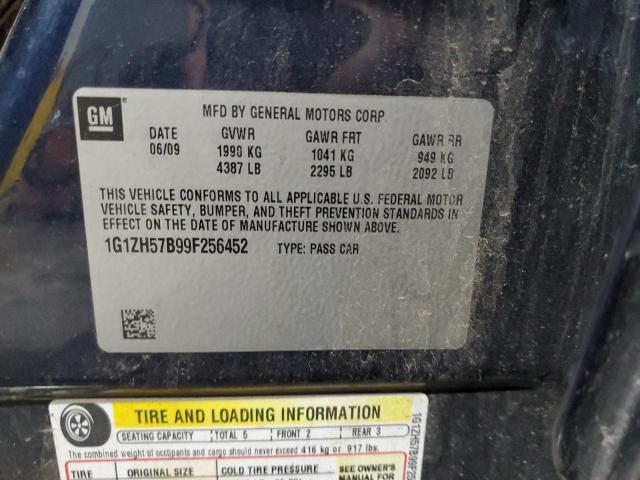 GM
MFD BY GENERAL MOTORS CORP
DATE GVWR GAWR FRT GAWR RR
06/09 1990 KG 1041 KG 949 KG
4387 LB 2295 LB 2092 LB
THIS VEHICLE CONFORMS TO ALL APPLICABLE U.S. FEDERAL MOTOR
VEHICLE SAFETY, BUMPER, AND THEFT PREVENTION STANDARDS IN
EFFECT ON THE DATE OF MANUFACTURE SHOWN ABOVE.
1G1ZH57B99F256452 TYPE: PASS CAR
TIRE AND LOADING INFORMATION
SEATING CAPACITY TOTAL 5 FRONT 2 REAR 3
The combined weight of occupants and cargo should never exceed 416 kg or 917 lbs.
TIRE ORIGINAL SIZE COLD TIRE PRESSURE SEE OWNER'S
MANUAL FOR